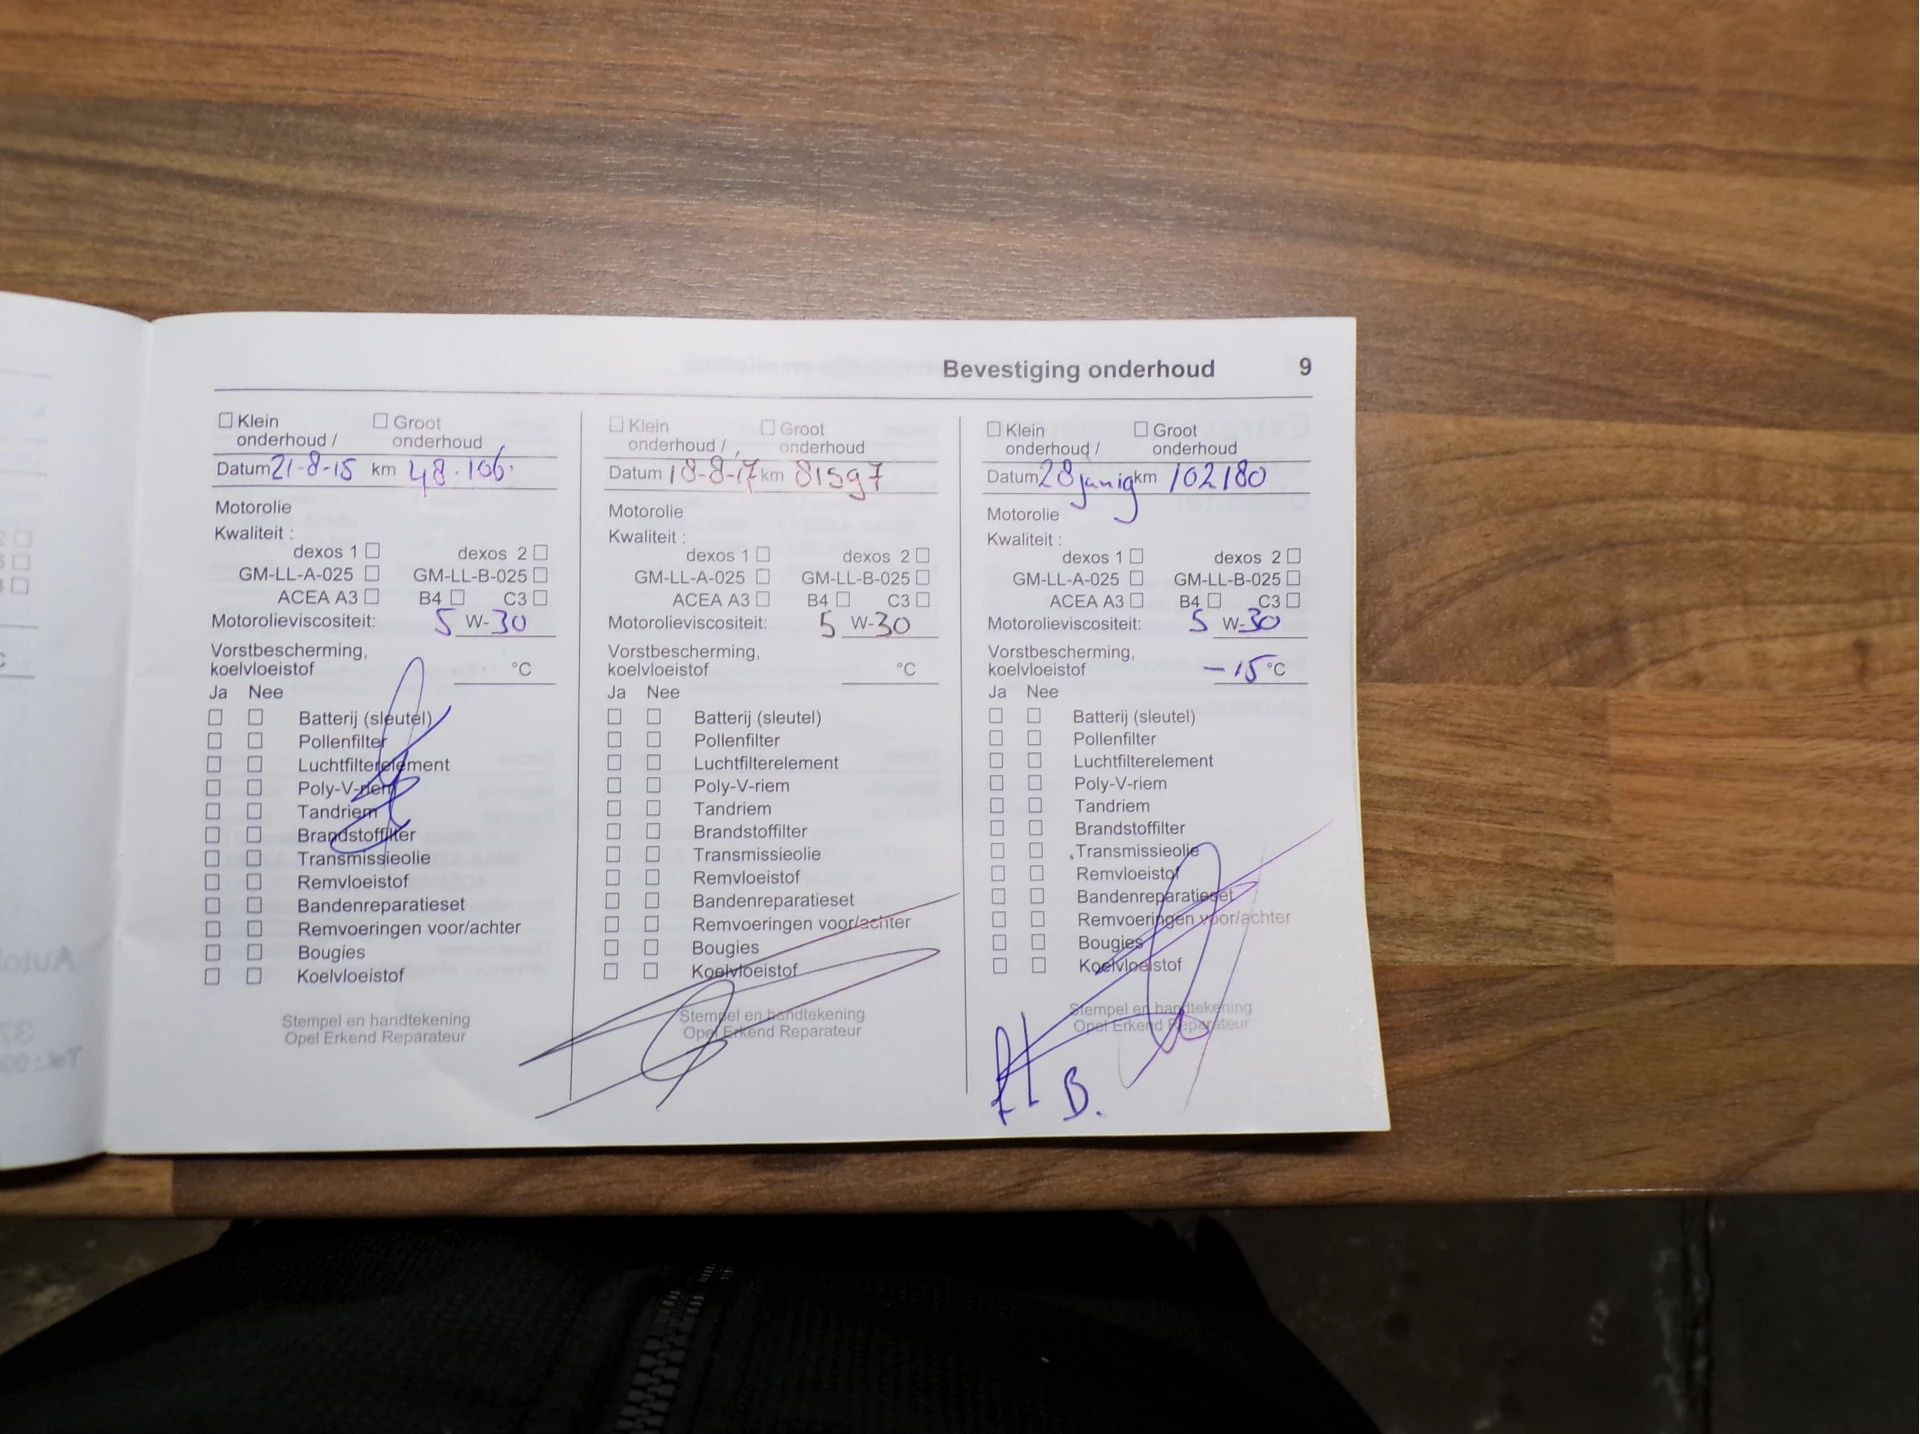 Bevestiging onderhoud 9
☐ Klein onderhoud / ☐ Groot onderhoud
Datum 21-8-15 km 48.106.
Motorolie
Kwaliteit :
dexos 1 ☐ dexos 2 ☐
GM-LL-A-025 ☐ GM-LL-B-025 ☐
ACEA A3 ☐ B4 ☐ C3 ☐
Motorolieviscositeit: 5 W-30
Vorstbescherming,
koelvloeistof °C
Ja Nee
☐ ☐ Batterij (sleutel)
☐ ☐ Pollenfilter
☐ ☐ Luchtfilterelement
☐ ☐ Poly-V-riem
☐ ☐ Tandriem
☐ ☐ Brandstoffilter
☐ ☐ Transmissieolie
☐ ☐ Remvloeistof
☐ ☐ Bandenreparatieset
☐ ☐ Remvoeringen voor/achter
☐ ☐ Bougies
☐ ☐ Koelvloeistof
Stempel en handtekening
Opel Erkend Reparateur
☐ Klein onderhoud / ☐ Groot onderhoud
Datum 18-8-17 km 81597
Motorolie
Kwaliteit :
dexos 1 ☐ dexos 2 ☐
GM-LL-A-025 ☐ GM-LL-B-025 ☐
ACEA A3 ☐ B4 ☐ C3 ☐
Motorolieviscositeit: 5 W-30
Vorstbescherming,
koelvloeistof °C
Ja Nee
☐ ☐ Batterij (sleutel)
☐ ☐ Pollenfilter
☐ ☐ Luchtfilterelement
☐ ☐ Poly-V-riem
☐ ☐ Tandriem
☐ ☐ Brandstoffilter
☐ ☐ Transmissieolie
☐ ☐ Remvloeistof
☐ ☐ Bandenreparatieset
☐ ☐ Remvoeringen voor/achter
☐ ☐ Bougies
☐ ☐ Koelvloeistof
Stempel en handtekening
Opel Erkend Reparateur
☐ Klein onderhoud / ☐ Groot onderhoud
Datum 28 jan 19 km 102180
Motorolie
Kwaliteit :
dexos 1 ☐ dexos 2 ☐
GM-LL-A-025 ☐ GM-LL-B-025 ☐
ACEA A3 ☐ B4 ☐ C3 ☐
Motorolieviscositeit: 5 W-30
Vorstbescherming,
koelvloeistof -15 °C
Ja Nee
☐ ☐ Batterij (sleutel)
☐ ☐ Pollenfilter
☐ ☐ Luchtfilterelement
☐ ☐ Poly-V-riem
☐ ☐ Tandriem
☐ ☐ Brandstoffilter
☐ ☐ Transmissieolie
☐ ☐ Remvloeistof
☐ ☐ Bandenreparatieset
☐ ☐ Remvoeringen voor/achter
☐ ☐ Bougies
☐ ☐ Koelvloeistof
Stempel en handtekening
Opel Erkend Reparateur
B.